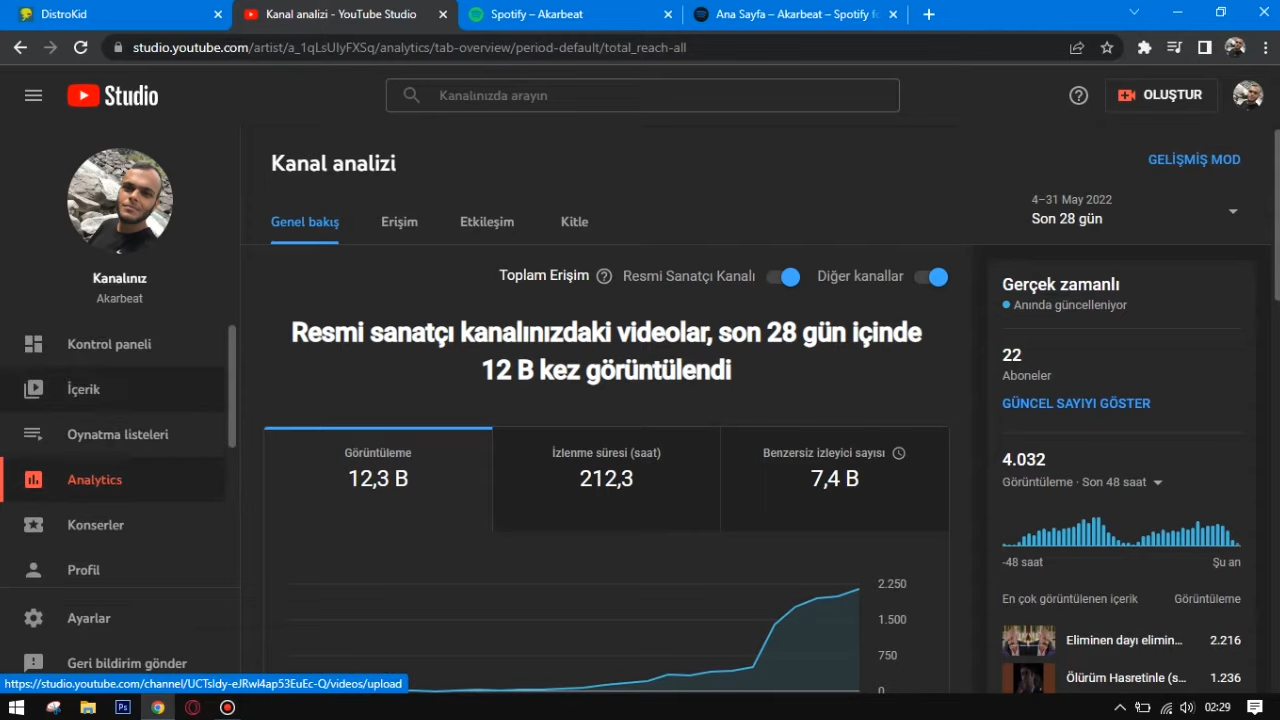 DistroKid
Kanal analizi - YouTube Studio
Spotify – Akarbeat
Ana Sayfa – Akarbeat – Spotify fo
studio.youtube.com/artist/a_1qLsUIyFXSq/analytics/tab-overview/period-default/total_reach-all
Studio
Kanalınızda arayın
OLUŞTUR
Kanalınız
Akarbeat
Kontrol paneli
İçerik
Oynatma listeleri
Analytics
Konserler
Profil
Ayarlar
Geri bildirim gönder
Kanal analizi
GELİŞMİŞ MOD
4–31 May 2022
Son 28 gün
Genel bakış
Erişim
Etkileşim
Kitle
Toplam Erişim
Resmi Sanatçı Kanalı
Diğer kanallar
Resmi sanatçı kanalınızdaki videolar, son 28 gün içinde
12 B kez görüntülendi
Görüntüleme
12,3 B
İzlenme süresi (saat)
212,3
Benzersiz izleyici sayısı
7,4 B
2.250
1.500
750
0
Gerçek zamanlı
Anında güncelleniyor
22
Aboneler
GÜNCEL SAYIYI GÖSTER
4.032
Görüntüleme · Son 48 saat
-48 saat
Şu an
En çok görüntülenen içerik
Görüntüleme
Eliminen dayı elimin...
2.216
Ölürüm Hasretinle (s...
1.236
https://studio.youtube.com/channel/UCTsIdy-eJRwl4ap53EuEc-Q/videos/upload
02:29